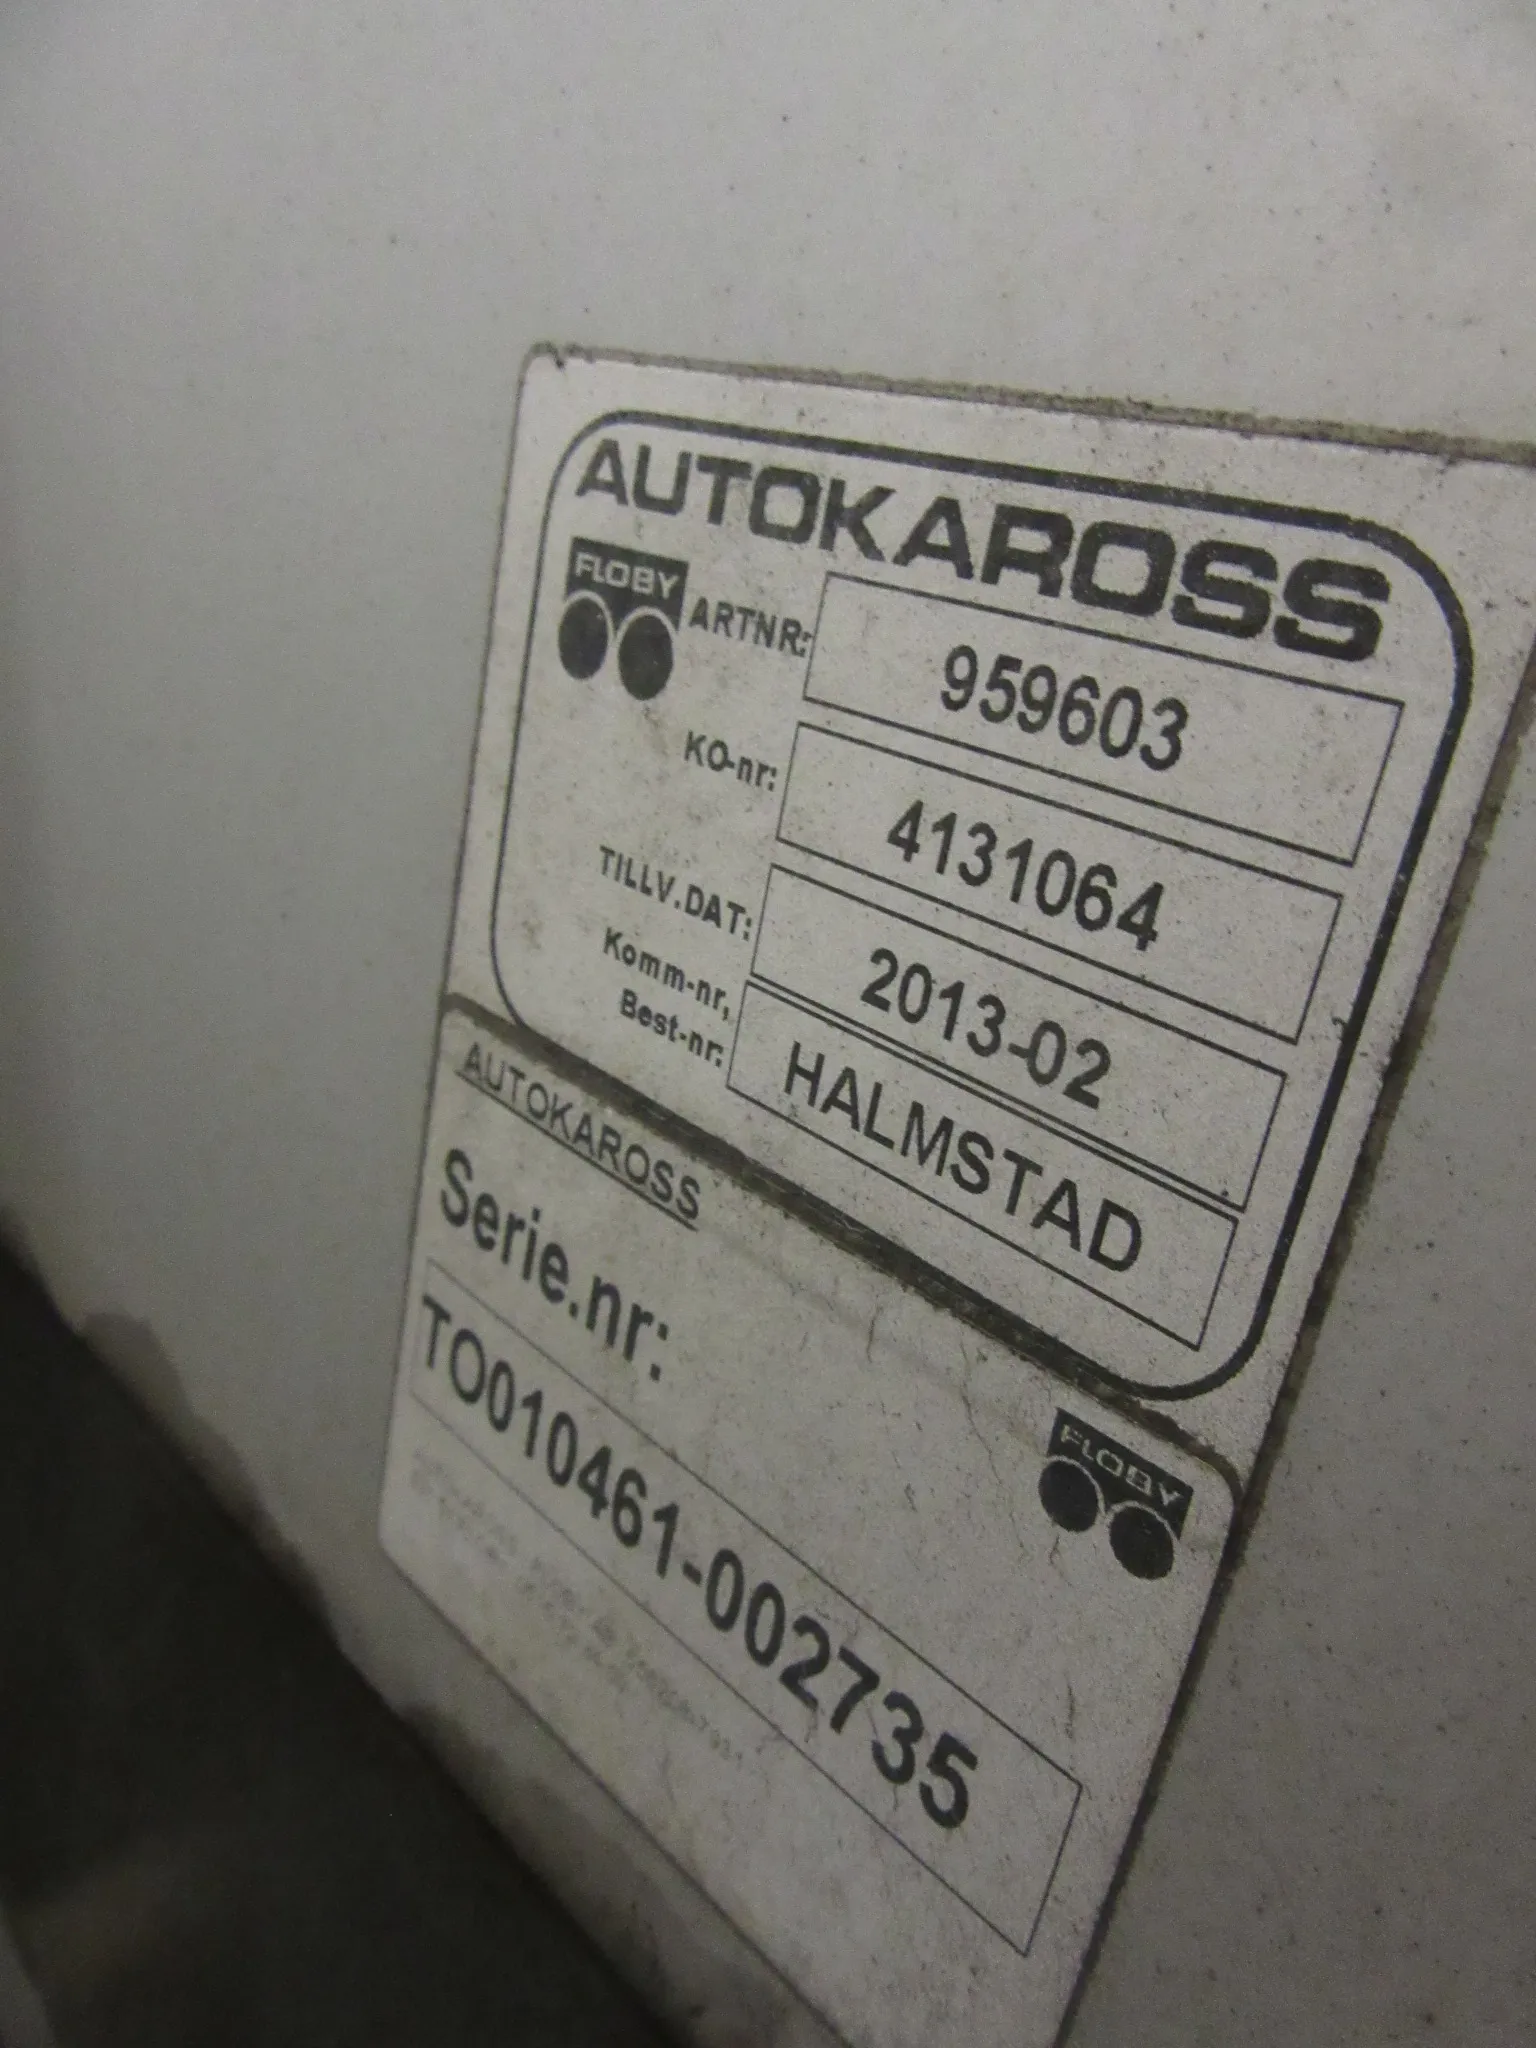 AUTOKAROSS
FLOBY
ARTNR: 959603
KO-nr: 4131064
TILLV.DAT: 2013-02
Komm-nr,
Best-nr: HALMSTAD
AUTOKAROSS
Serie.nr:
FLOBY
TO010461-002735